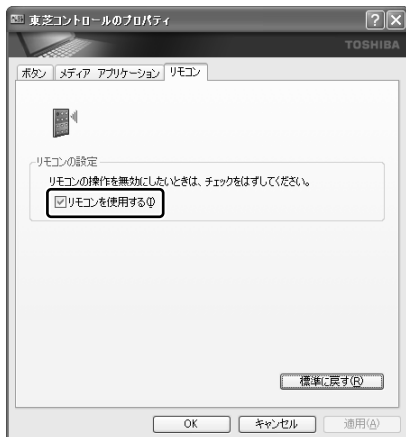 東芝コントロールのプロパティ
TOSHIBA
ボタン メディア アプリケーション リモコン
リモコンの設定
リモコンの操作を無効にしたいときは、チェックをはずしてください。
リモコンを使用する(I)
標準に戻す(R)
OK キャンセル 適用(A)